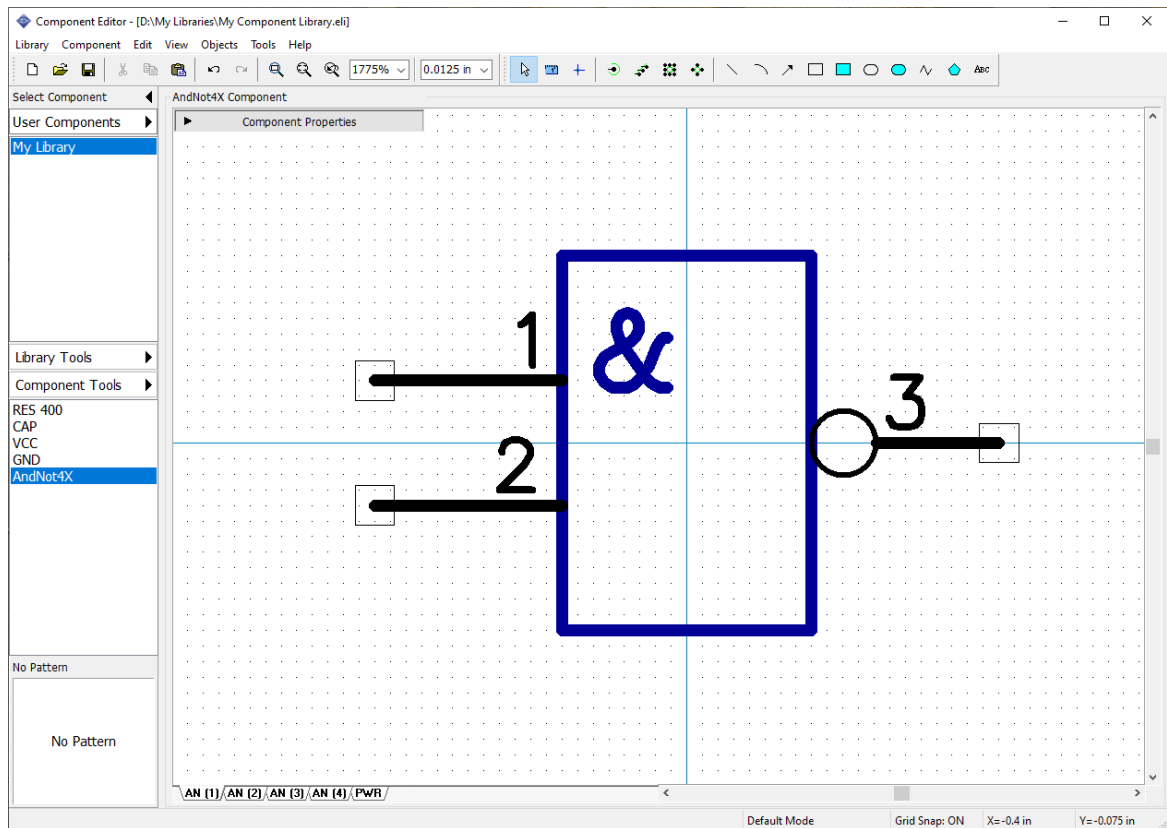 Component Editor - [D:\My Libraries\My Component Library.eli]
Library Component Edit View Objects Tools Help
1775% 0.0125 in ABC
Select Component
AndNot4X Component
User Components
Component Properties
My Library
&
1
2
3
Library Tools
Component Tools
RES 400
CAP
VCC
GND
AndNot4X
No Pattern
No Pattern
AN (1) AN (2) AN (3) AN (4) PWR
Default Mode Grid Snap: ON X=-0.4 in Y=-0.075 in